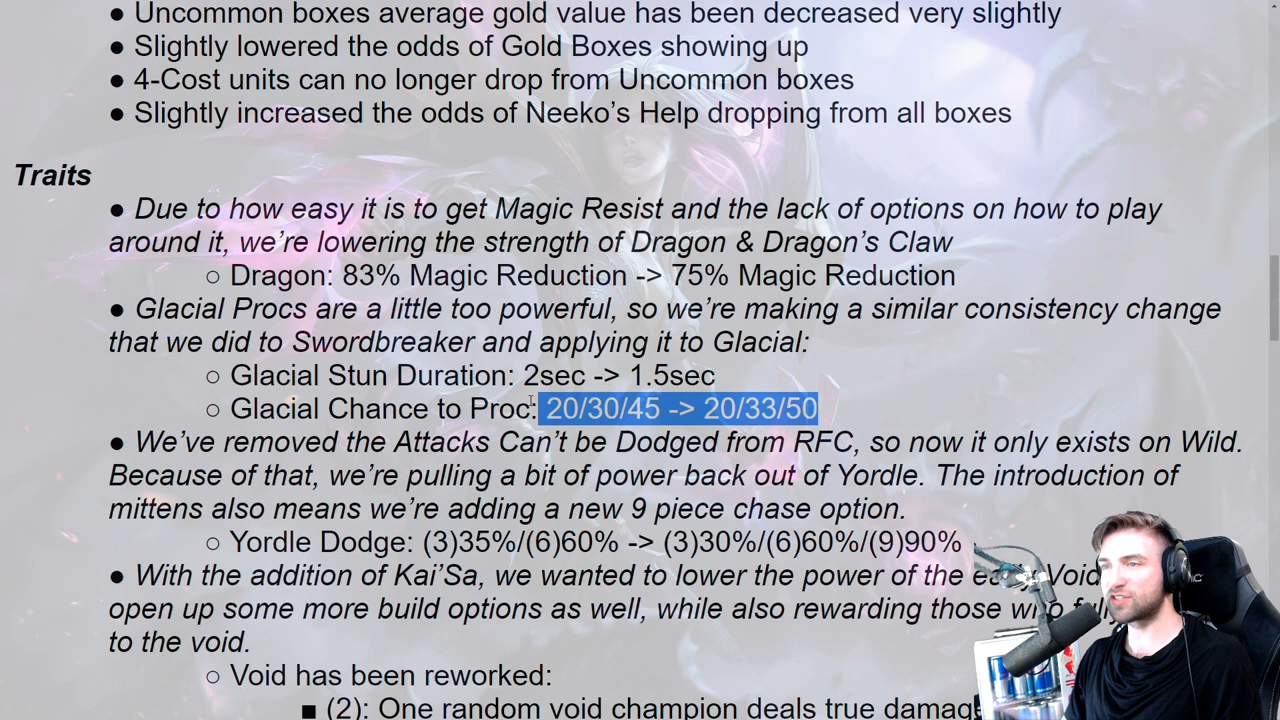 ● Uncommon boxes average gold value has been decreased very slightly
● Slightly lowered the odds of Gold Boxes showing up
● 4-Cost units can no longer drop from Uncommon boxes
● Slightly increased the odds of Neeko’s Help dropping from all boxes
Traits
● Due to how easy it is to get Magic Resist and the lack of options on how to play
around it, we’re lowering the strength of Dragon & Dragon’s Claw
○ Dragon: 83% Magic Reduction -> 75% Magic Reduction
● Glacial Procs are a little too powerful, so we’re making a similar consistency change
that we did to Swordbreaker and applying it to Glacial:
○ Glacial Stun Duration: 2sec -> 1.5sec
○ Glacial Chance to Proc: 20/30/45 -> 20/33/50
● We’ve removed the Attacks Can’t be Dodged from RFC, so now it only exists on Wild.
Because of that, we’re pulling a bit of power back out of Yordle. The introduction of
mittens also means we’re adding a new 9 piece chase option.
○ Yordle Dodge: (3)35%/(6)60% -> (3)30%/(6)60%/(9)90%
● With the addition of Kai’Sa, we wanted to lower the power of the Void
open up some more build options as well, while also rewarding those who
to the void.
○ Void has been reworked:
■ (2): One random void champion deals true damage